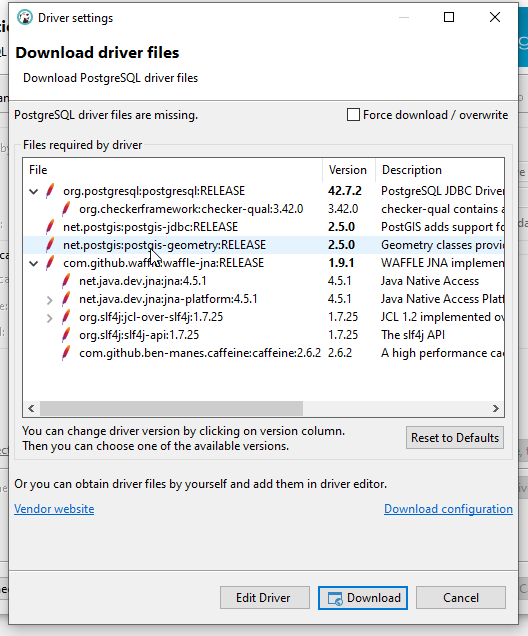 Driver settings
Download driver files
Download PostgreSQL driver files
PostgreSQL driver files are missing.
Force download / overwrite
Files required by driver
File Version Description
org.postgresql:postgresql:RELEASE 42.7.2 PostgreSQL JDBC Driver
org.checkerframework:checker-qual:3.42.0 3.42.0 checker-qual contains a
net.postgis:postgis-jdbc:RELEASE 2.5.0 PostGIS adds support fo
net.postgis:postgis-geometry:RELEASE 2.5.0 Geometry classes provi
com.github.waffle:waffle-jna:RELEASE 1.9.1 WAFFLE JNA implemen
net.java.dev.jna:jna:4.5.1 4.5.1 Java Native Access
net.java.dev.jna:jna-platform:4.5.1 4.5.1 Java Native Access Platf
org.slf4j:jcl-over-slf4j:1.7.25 1.7.25 JCL 1.2 implemented ov
org.slf4j:slf4j-api:1.7.25 1.7.25 The slf4j API
com.github.ben-manes.caffeine:caffeine:2.6.2 2.6.2 A high performance cac
You can change driver version by clicking on version column.
Then you can choose one of the available versions.
Reset to Defaults
Or you can obtain driver files by yourself and add them in driver editor.
Vendor website
Download configuration
Edit Driver
Download
Cancel